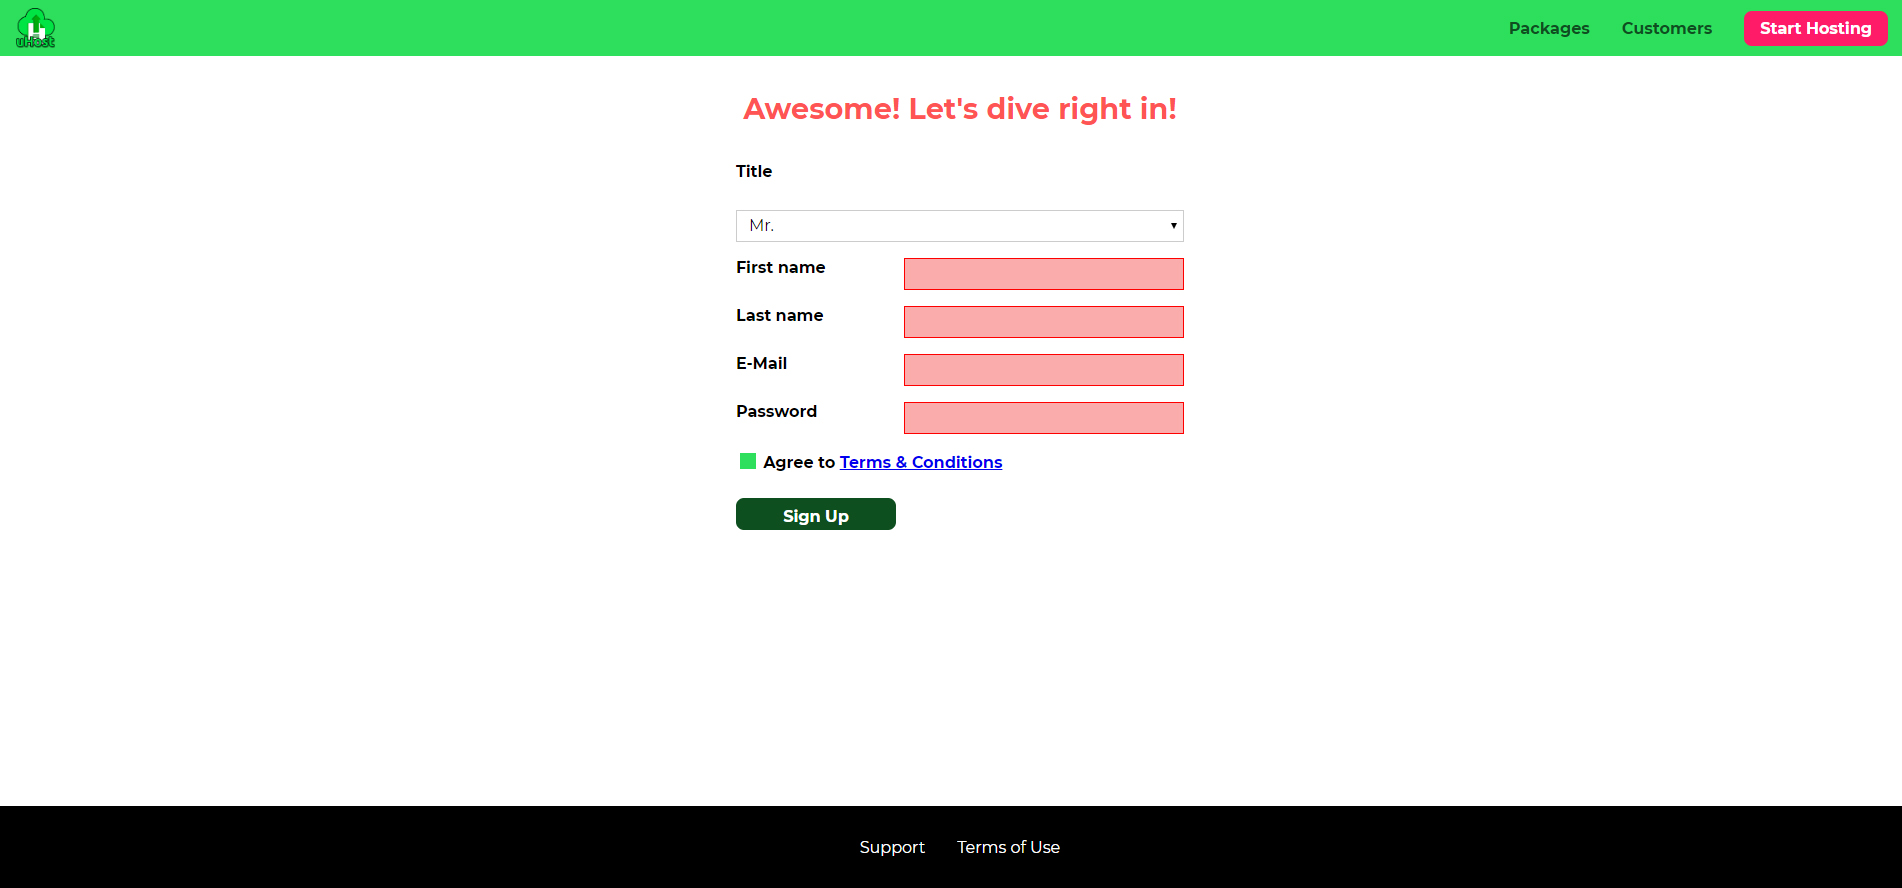 uHost
Packages Customers Start Hosting
Awesome! Let's dive right in!
Title
Mr.
First name
Last name
E-Mail
Password
Agree to Terms & Conditions
Sign Up
Support Terms of Use